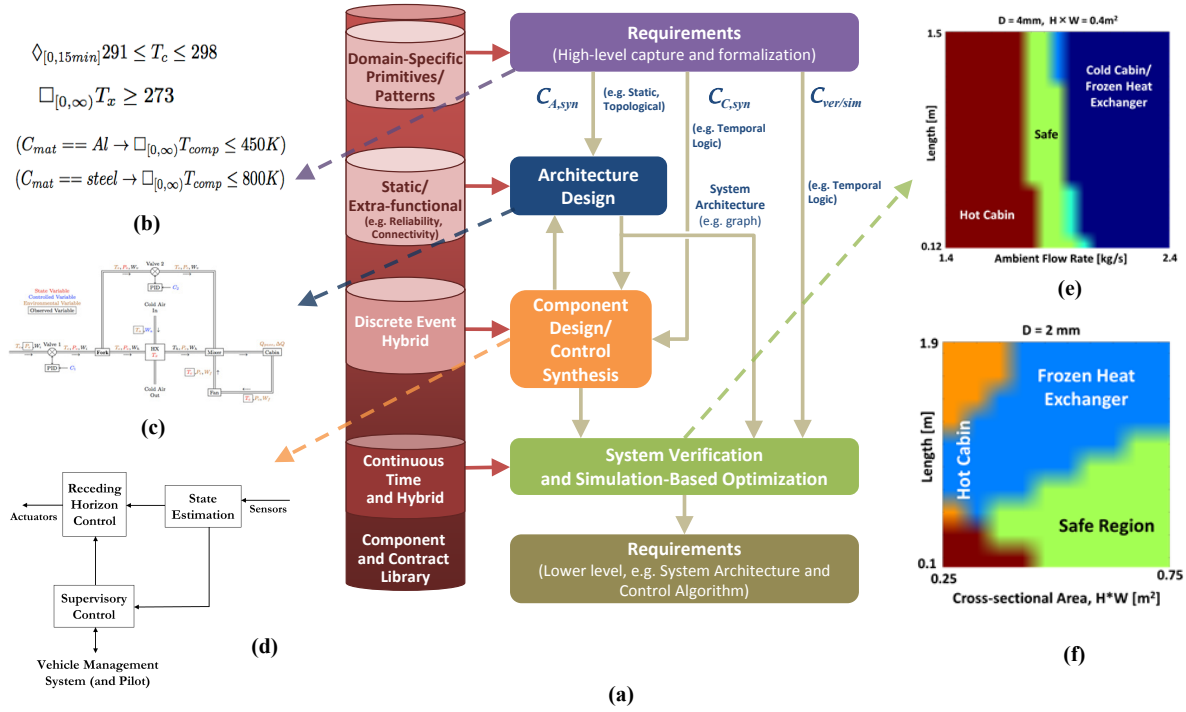 ◊[0,15min] 291 ≤ Tc ≤ 298
□[0,∞) Tx ≥ 273
(Cmat == Al → □[0,∞) Tcomp ≤ 450K)
(Cmat == steel → □[0,∞) Tcomp ≤ 800K)
(b)
State Variable
Controlled Variable
Environmental Variable
Observed Variable
Valve 2
PID
Cold Air
In
Valve 1
PID
Fork
HX
Mixer
Cabin
Cold Air
Out
Fan
(c)
Receding
Horizon
Control
State
Estimation
Actuators
Sensors
Supervisory
Control
Vehicle Management
System (and Pilot)
(d)
Domain-Specific
Primitives/
Patterns
Static/
Extra-functional
(e.g. Reliability,
Connectivity)
Discrete Event
Hybrid
Continuous
Time
and Hybrid
Component
and Contract
Library
Requirements
(High-level capture and formalization)
CA,syn
(e.g. Static,
Topological)
CC,syn
(e.g. Temporal
Logic)
Cver/sim
(e.g. Temporal
Logic)
Architecture
Design
System
Architecture
(e.g. graph)
Component
Design/
Control
Synthesis
System Verification
and Simulation-Based Optimization
Requirements
(Lower level, e.g. System Architecture and
Control Algorithm)
(a)
D = 4mm, H × W = 0.4m²
1.5
Length [m]
0.12
Cold Cabin/
Frozen Heat
Exchanger
Safe
Hot Cabin
1.4
Ambient Flow Rate [kg/s]
2.4
(e)
D = 2 mm
1.9
Length [m]
0.1
Frozen Heat
Exchanger
Hot Cabin
Safe Region
0.25
0.75
Cross-sectional Area, H*W [m²]
(f)